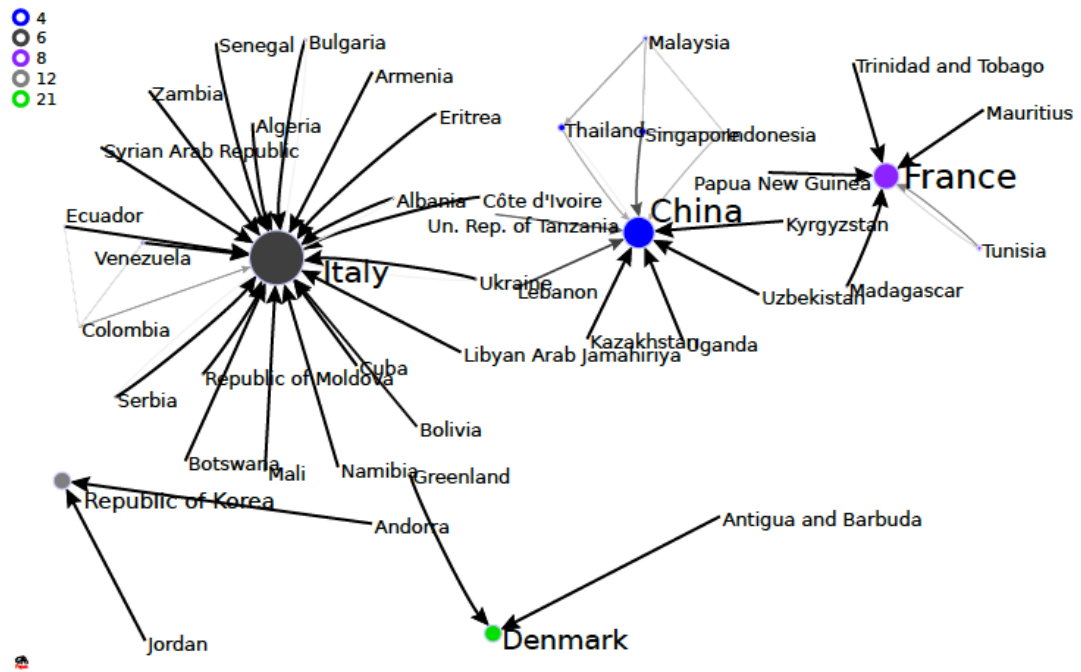 4
6
8
12
21
Senegal
Bulgaria
Malaysia
Trinidad and Tobago
Armenia
Zambia
Mauritius
Eritrea
Algeria
Thailand
Singapore
Indonesia
Syrian Arab Republic
France
Papua New Guinea
Albania
Côte d'Ivoire
China
Ecuador
Un. Rep. of Tanzania
Kyrgyzstan
Tunisia
Venezuela
Italy
Ukraine
Lebanon
Uzbekistan
Madagascar
Colombia
Kazakhstan
Uganda
Libyan Arab Jamahiriya
Cuba
Republic of Moldova
Serbia
Bolivia
Botswana
Mali
Namibia
Greenland
Republic of Korea
Andorra
Antigua and Barbuda
Denmark
Jordan